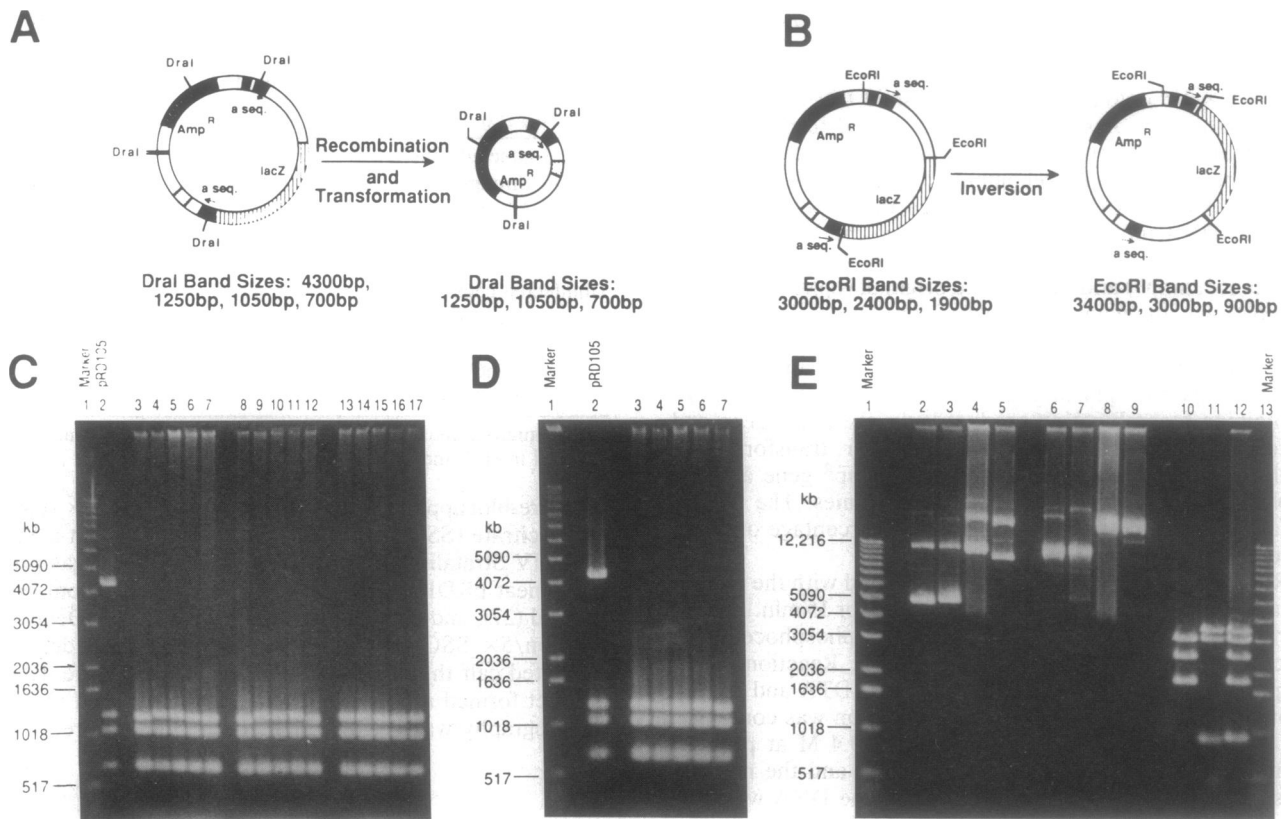 A
DraI
DraI
a seq.
Amp R
DraI
lacZ
a seq.
DraI
Recombination
and
Transformation
DraI
DraI
a seq.
Amp R
DraI
DraI Band Sizes: 4300bp,
1250bp, 1050bp, 700bp
DraI Band Sizes:
1250bp, 1050bp, 700bp
B
EcoRI
a seq.
Amp R
EcoRI
lacZ
a seq.
EcoRI
Inversion
EcoRI
a seq.
EcoRI
Amp R
lacZ
EcoRI
a seq.
EcoRI Band Sizes:
3000bp, 2400bp, 1900bp
EcoRI Band Sizes:
3400bp, 3000bp, 900bp
C
Marker
pRD105
1 2 3 4 5 6 7 8 9 10 11 12 13 14 15 16 17
kb
5090
4072
3054
2036
1636
1018
517
D
Marker
pRD105
1 2 3 4 5 6 7
kb
5090
4072
3054
2036
1636
1018
517
E
Marker
Marker
1 2 3 4 5 6 7 8 9 10 11 12 13
kb
12,216
5090
4072
3054
2036
1636
1018
517